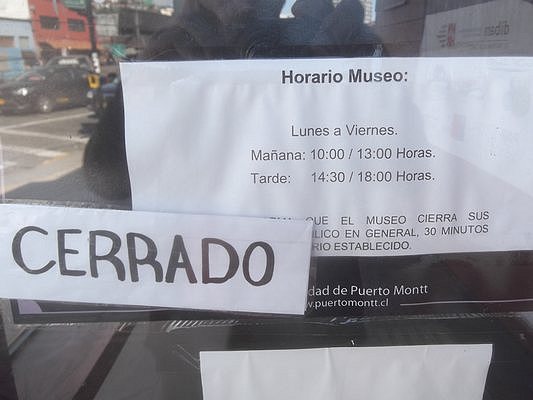 Horario Museo:
Lunes a Viernes.
Mañana: 10:00 / 13:00 Horas.
Tarde: 14:30 / 18:00 Horas.
QUE EL MUSEO CIERRA SUS
EN GENERAL, 30 MINUTOS
ESTABLECIDO.
CERRADO
de Puerto Montt
puertomontt.cl